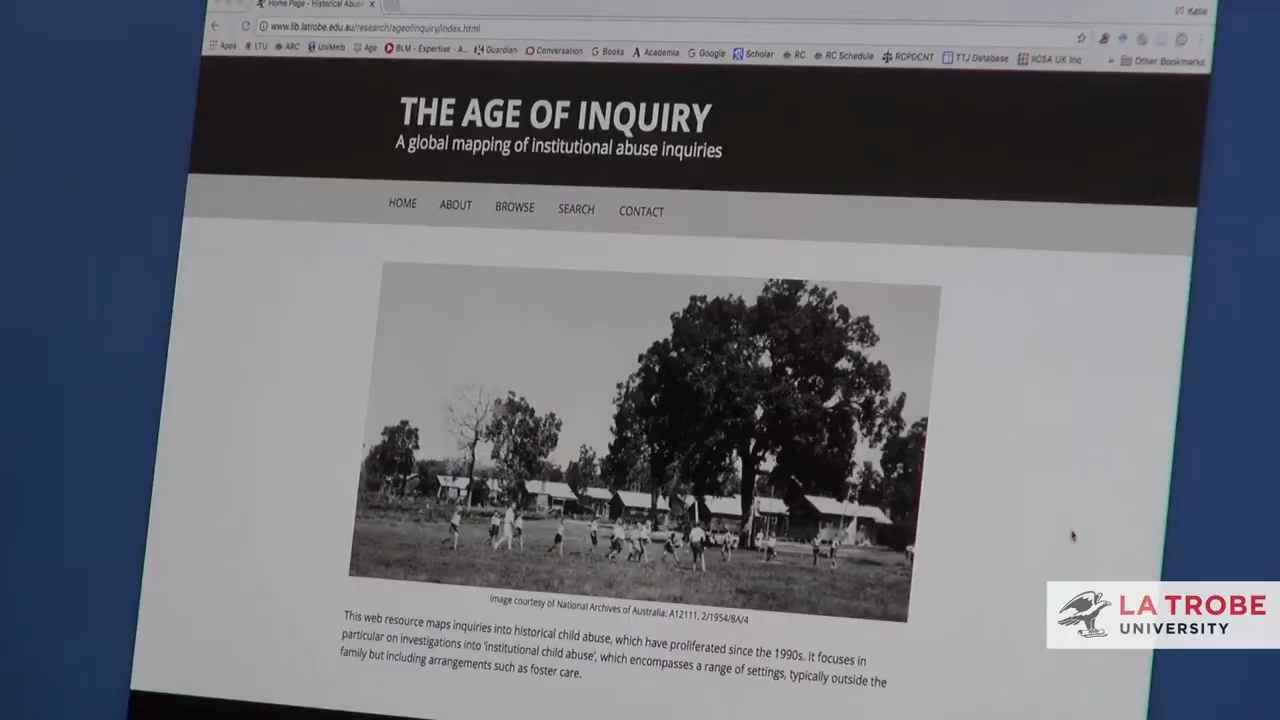 Home Page - Historical Abuse
Katie
www.lib.latrobe.edu.au/research/ageofinquiry/index.html
Apps LTU ARC UniMelb Age BLM - Expertise - A... Guardian Conversation Books Academia Google Scholar RC RC Schedule RCPDCNT TTJ Database IICSA UK Inq » Other Bookmarks
THE AGE OF INQUIRY
A global mapping of institutional abuse inquiries
HOME ABOUT BROWSE SEARCH CONTACT
Image courtesy of National Archives of Australia: A12111, 2/1954/8A/4
This web resource maps inquiries into historical child abuse, which have proliferated since the 1990s. It focuses in
particular on investigations into 'institutional child abuse', which encompasses a range of settings, typically outside the
family but including arrangements such as foster care.
LA TROBE
UNIVERSITY